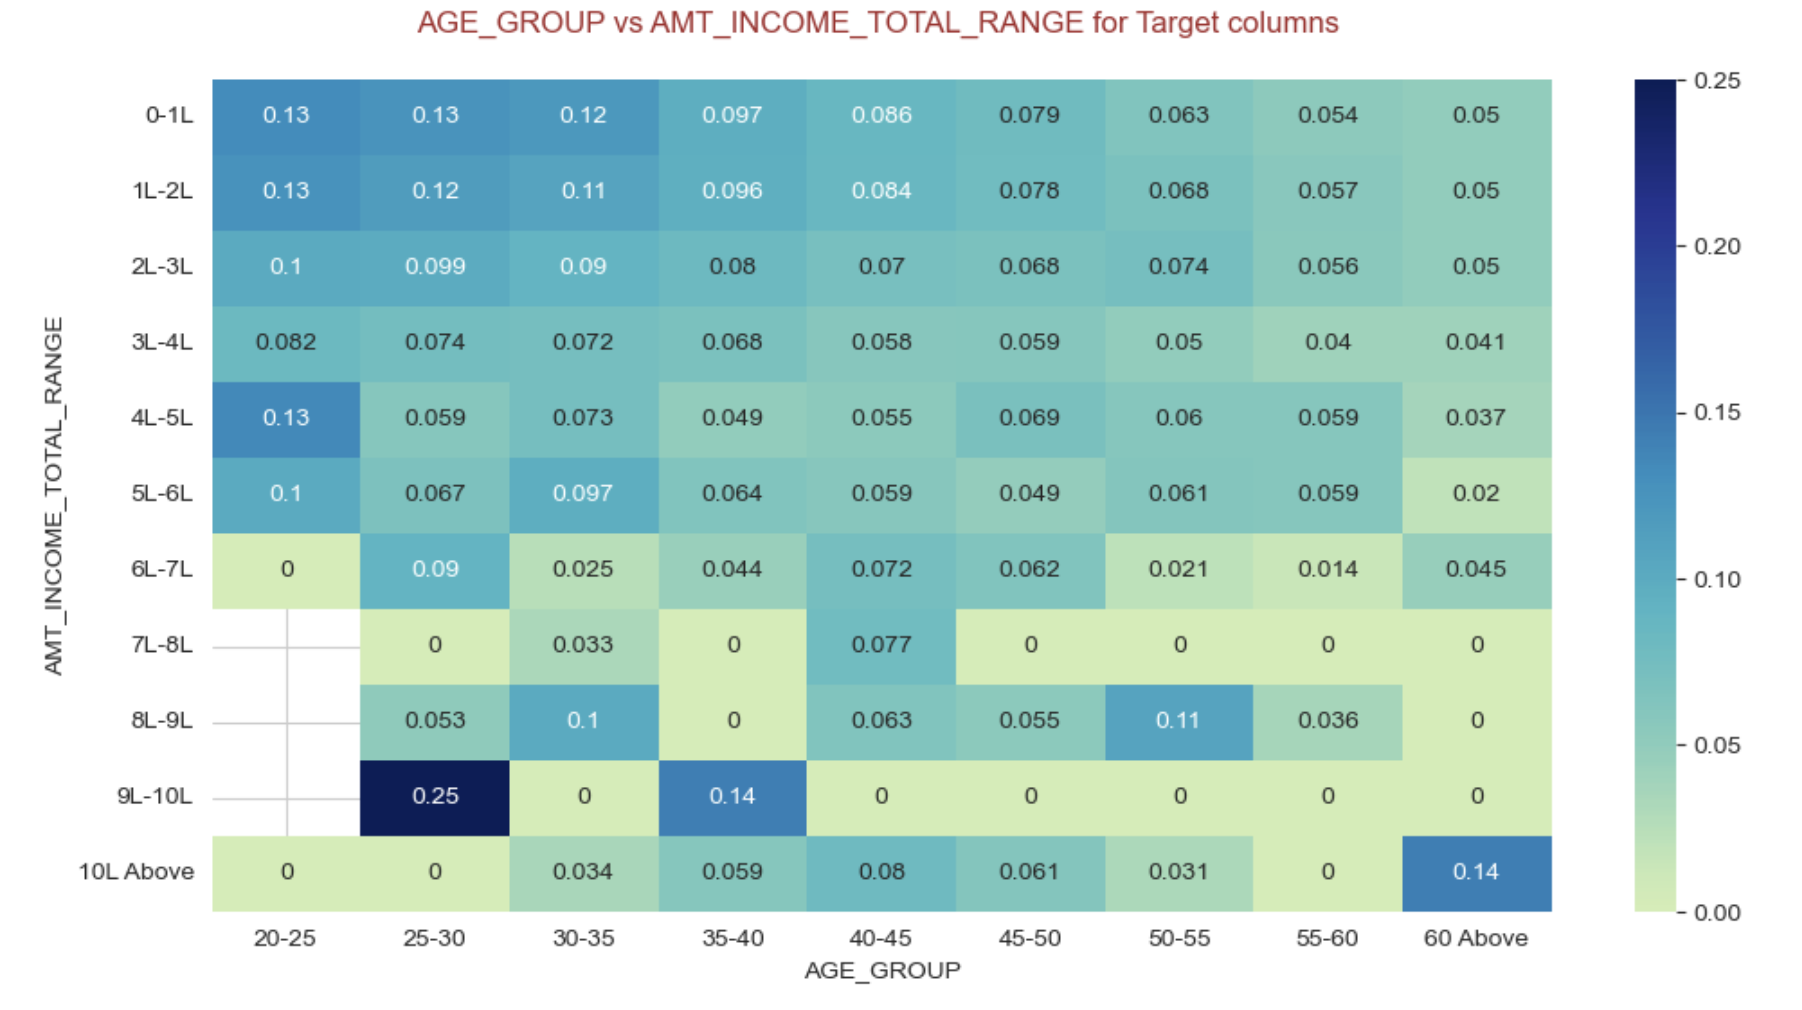 AGE_GROUP vs AMT_INCOME_TOTAL_RANGE for Target columns
0-1L 0.13 0.13 0.12 0.097 0.086 0.079 0.063 0.054 0.05
1L-2L 0.13 0.12 0.11 0.096 0.084 0.078 0.068 0.057 0.05
2L-3L 0.1 0.099 0.09 0.08 0.07 0.068 0.074 0.056 0.05
3L-4L 0.082 0.074 0.072 0.068 0.058 0.059 0.05 0.04 0.041
4L-5L 0.13 0.059 0.073 0.049 0.055 0.069 0.06 0.059 0.037
5L-6L 0.1 0.067 0.097 0.064 0.059 0.049 0.061 0.059 0.02
6L-7L 0 0.09 0.025 0.044 0.072 0.062 0.021 0.014 0.045
7L-8L 0 0.033 0 0.077 0 0 0 0
8L-9L 0.053 0.1 0 0.063 0.055 0.11 0.036 0
9L-10L 0.25 0 0.14 0 0 0 0 0
10L Above 0 0 0.034 0.059 0.08 0.061 0.031 0 0.14
20-25 25-30 30-35 35-40 40-45 45-50 50-55 55-60 60 Above
AGE_GROUP
AMT_INCOME_TOTAL_RANGE
0.25
0.20
0.15
0.10
0.05
0.00